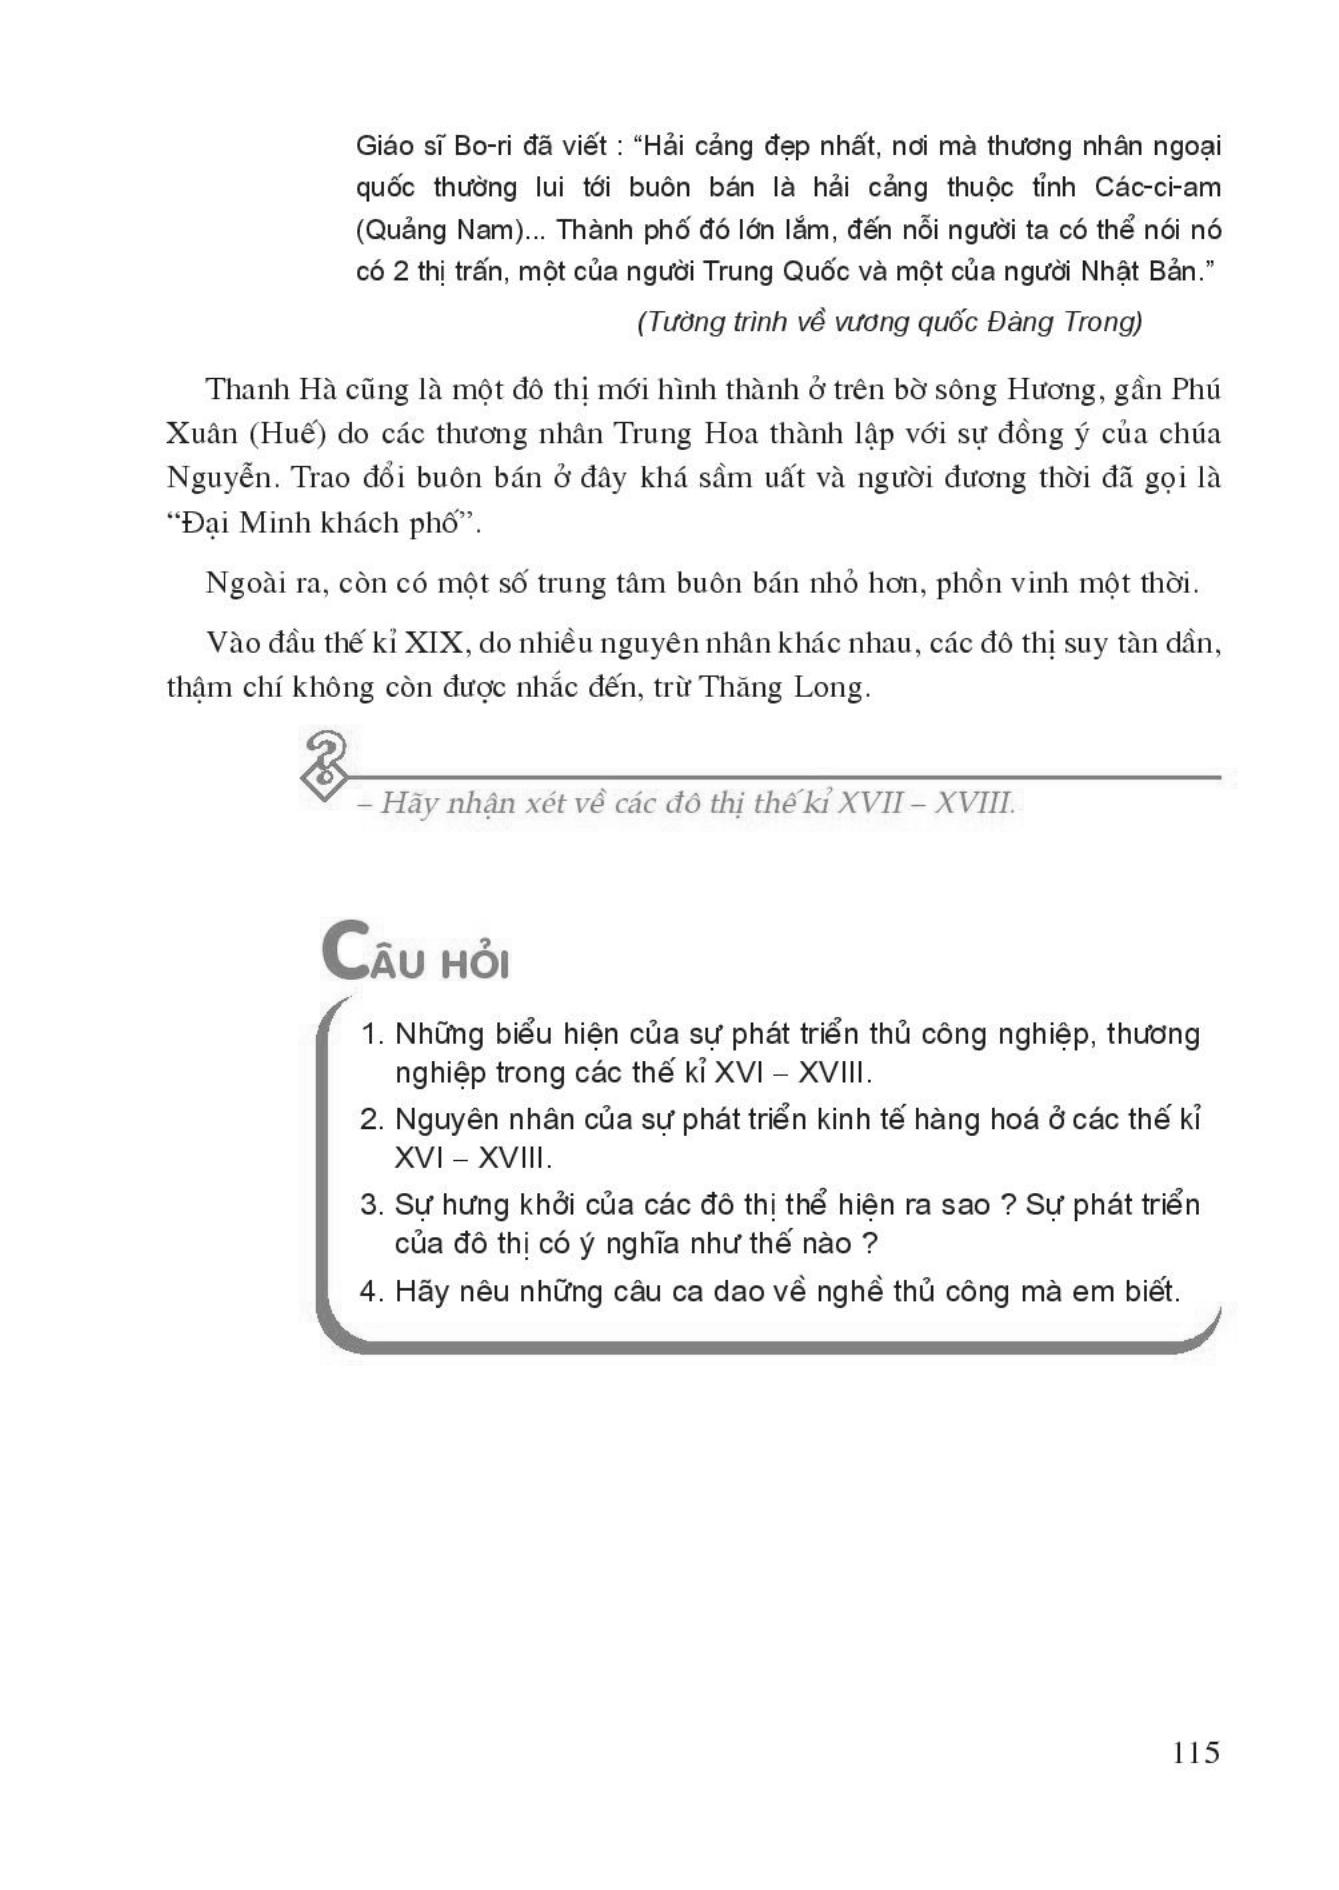 Giáo sĩ Bo-ri đã viết : “Hải cảng đẹp nhất, nơi mà thương nhân ngoại
quốc thường lui tới buôn bán là hải cảng thuộc tỉnh Các-ci-am
(Quảng Nam)... Thành phố đó lớn lắm, đến nỗi người ta có thể nói nó
có 2 thị trấn, một của người Trung Quốc và một của người Nhật Bản.”
(Tường trình về vương quốc Đàng Trong)
Thanh Hà cũng là một đô thị mới hình thành ở trên bờ sông Hương, gần Phú
Xuân (Huế) do các thương nhân Trung Hoa thành lập với sự đồng ý của chúa
Nguyễn. Trao đổi buôn bán ở đây khá sầm uất và người đương thời đã gọi là
“Đại Minh khách phố”.
Ngoài ra, còn có một số trung tâm buôn bán nhỏ hơn, phồn vinh một thời.
Vào đầu thế kỉ XIX, do nhiều nguyên nhân khác nhau, các đô thị suy tàn dần,
thậm chí không còn được nhắc đến, trừ Thăng Long.
?
– Hãy nhận xét về các đô thị thế kỉ XVII – XVIII.
CÂU HỎI
1. Những biểu hiện của sự phát triển thủ công nghiệp, thương
nghiệp trong các thế kỉ XVI – XVIII.
2. Nguyên nhân của sự phát triển kinh tế hàng hoá ở các thế kỉ
XVI – XVIII.
3. Sự hưng khởi của các đô thị thể hiện ra sao ? Sự phát triển
của đô thị có ý nghĩa như thế nào ?
4. Hãy nêu những câu ca dao về nghề thủ công mà em biết.
115